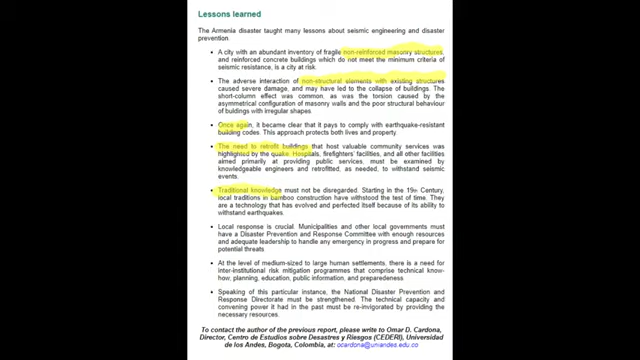 Lessons learned
The Armenia disaster taught many lessons about seismic engineering and disaster
prevention
• A city with an abundant inventory of fragile non-reinforced masonry structures,
and reinforced concrete buildings which do not meet the minimum criteria of
seismic resistance, is a city at risk.
• The adverse interaction of non-structural elements with existing structures
caused severe damage, and may have led to the collapse of buildings. The
short-column effect was common, as was the torsion caused by the
asymmetrical configuration of masonry walls and the poor structural behaviour
of buldings with irregular shapes
• Once again, it became clear that it pays to comply with earthquake-resistant
building codes. This approach protects both lives and property.
• The need to retrofit buildings that host valuable community services was
highlighted by the quake. Hospitals, firefighters' facilities, and all other facilities
aimed primarily at providing public services, must be examined by
knowledgeable engineers and retrofitted, as needed, to withstand seismic
events.
• Traditional knowledge must not be disregarded. Starting in the 19th Century,
local traditions in bamboo construction have withstood the test of time. They
are a technology that has evolved and perfected itself because of its ability to
withstand earthquakes.
• Local response is crucial. Municipalities and other local governments must
have a Disaster Prevention and Response Committee with enough resources
and adequate leadership to handle any emergency in progress and prepare for
potential threats
• At the level of medium-sized to large human settlements, there is a need for
inter-institutional risk mitigation programmes that comprise technical know-
how, planning, education, public information, and preparedness
• Speaking of this particular instance, the National Disaster Prevention and
Response Directorate must be strengthened. The technical capacity and
convening power it had in the past must be re-invigorated by providing the
necessary resources.
To contact the author of the previous report, please write to Omar D. Cardona,
Director, Centro de Estudios sobre Desastres y Riesgos (CEDERI), Universidad
de los Andes, Bogota, Colombia, at: ocardona@uniandes.edu.co